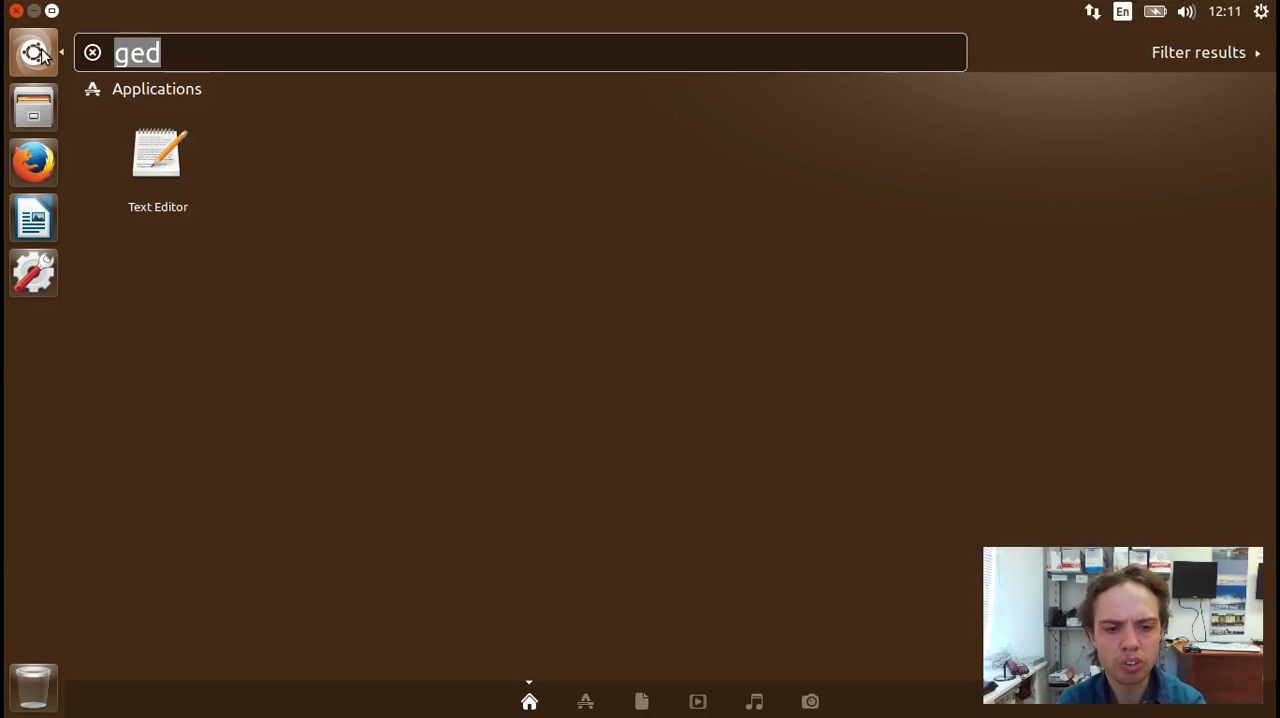 En
12:11
ged
Filter results
Applications
Text Editor